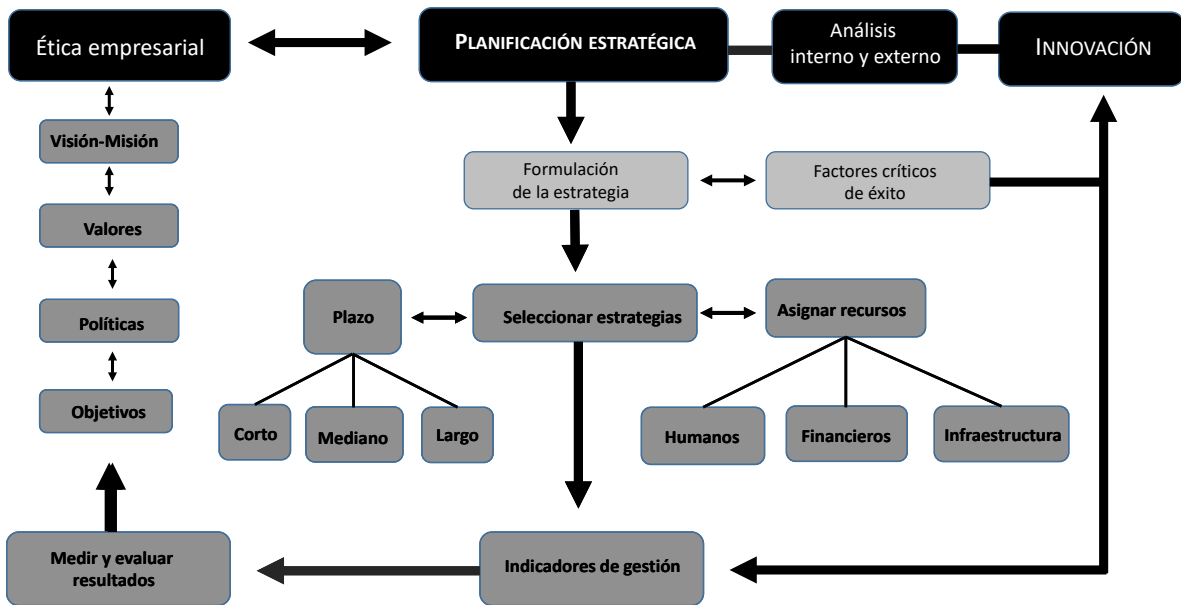 Ética empresarial
PLANIFICACIÓN ESTRATÉGICA
Análisis
interno y externo
INNOVACIÓN
Visión-Misión
Formulación
de la estrategia
Factores críticos
de éxito
Valores
Plazo
Seleccionar estrategias
Asignar recursos
Políticas
Objetivos
Corto
Mediano
Largo
Humanos
Financieros
Infraestructura
Medir y evaluar
resultados
Indicadores de gestión